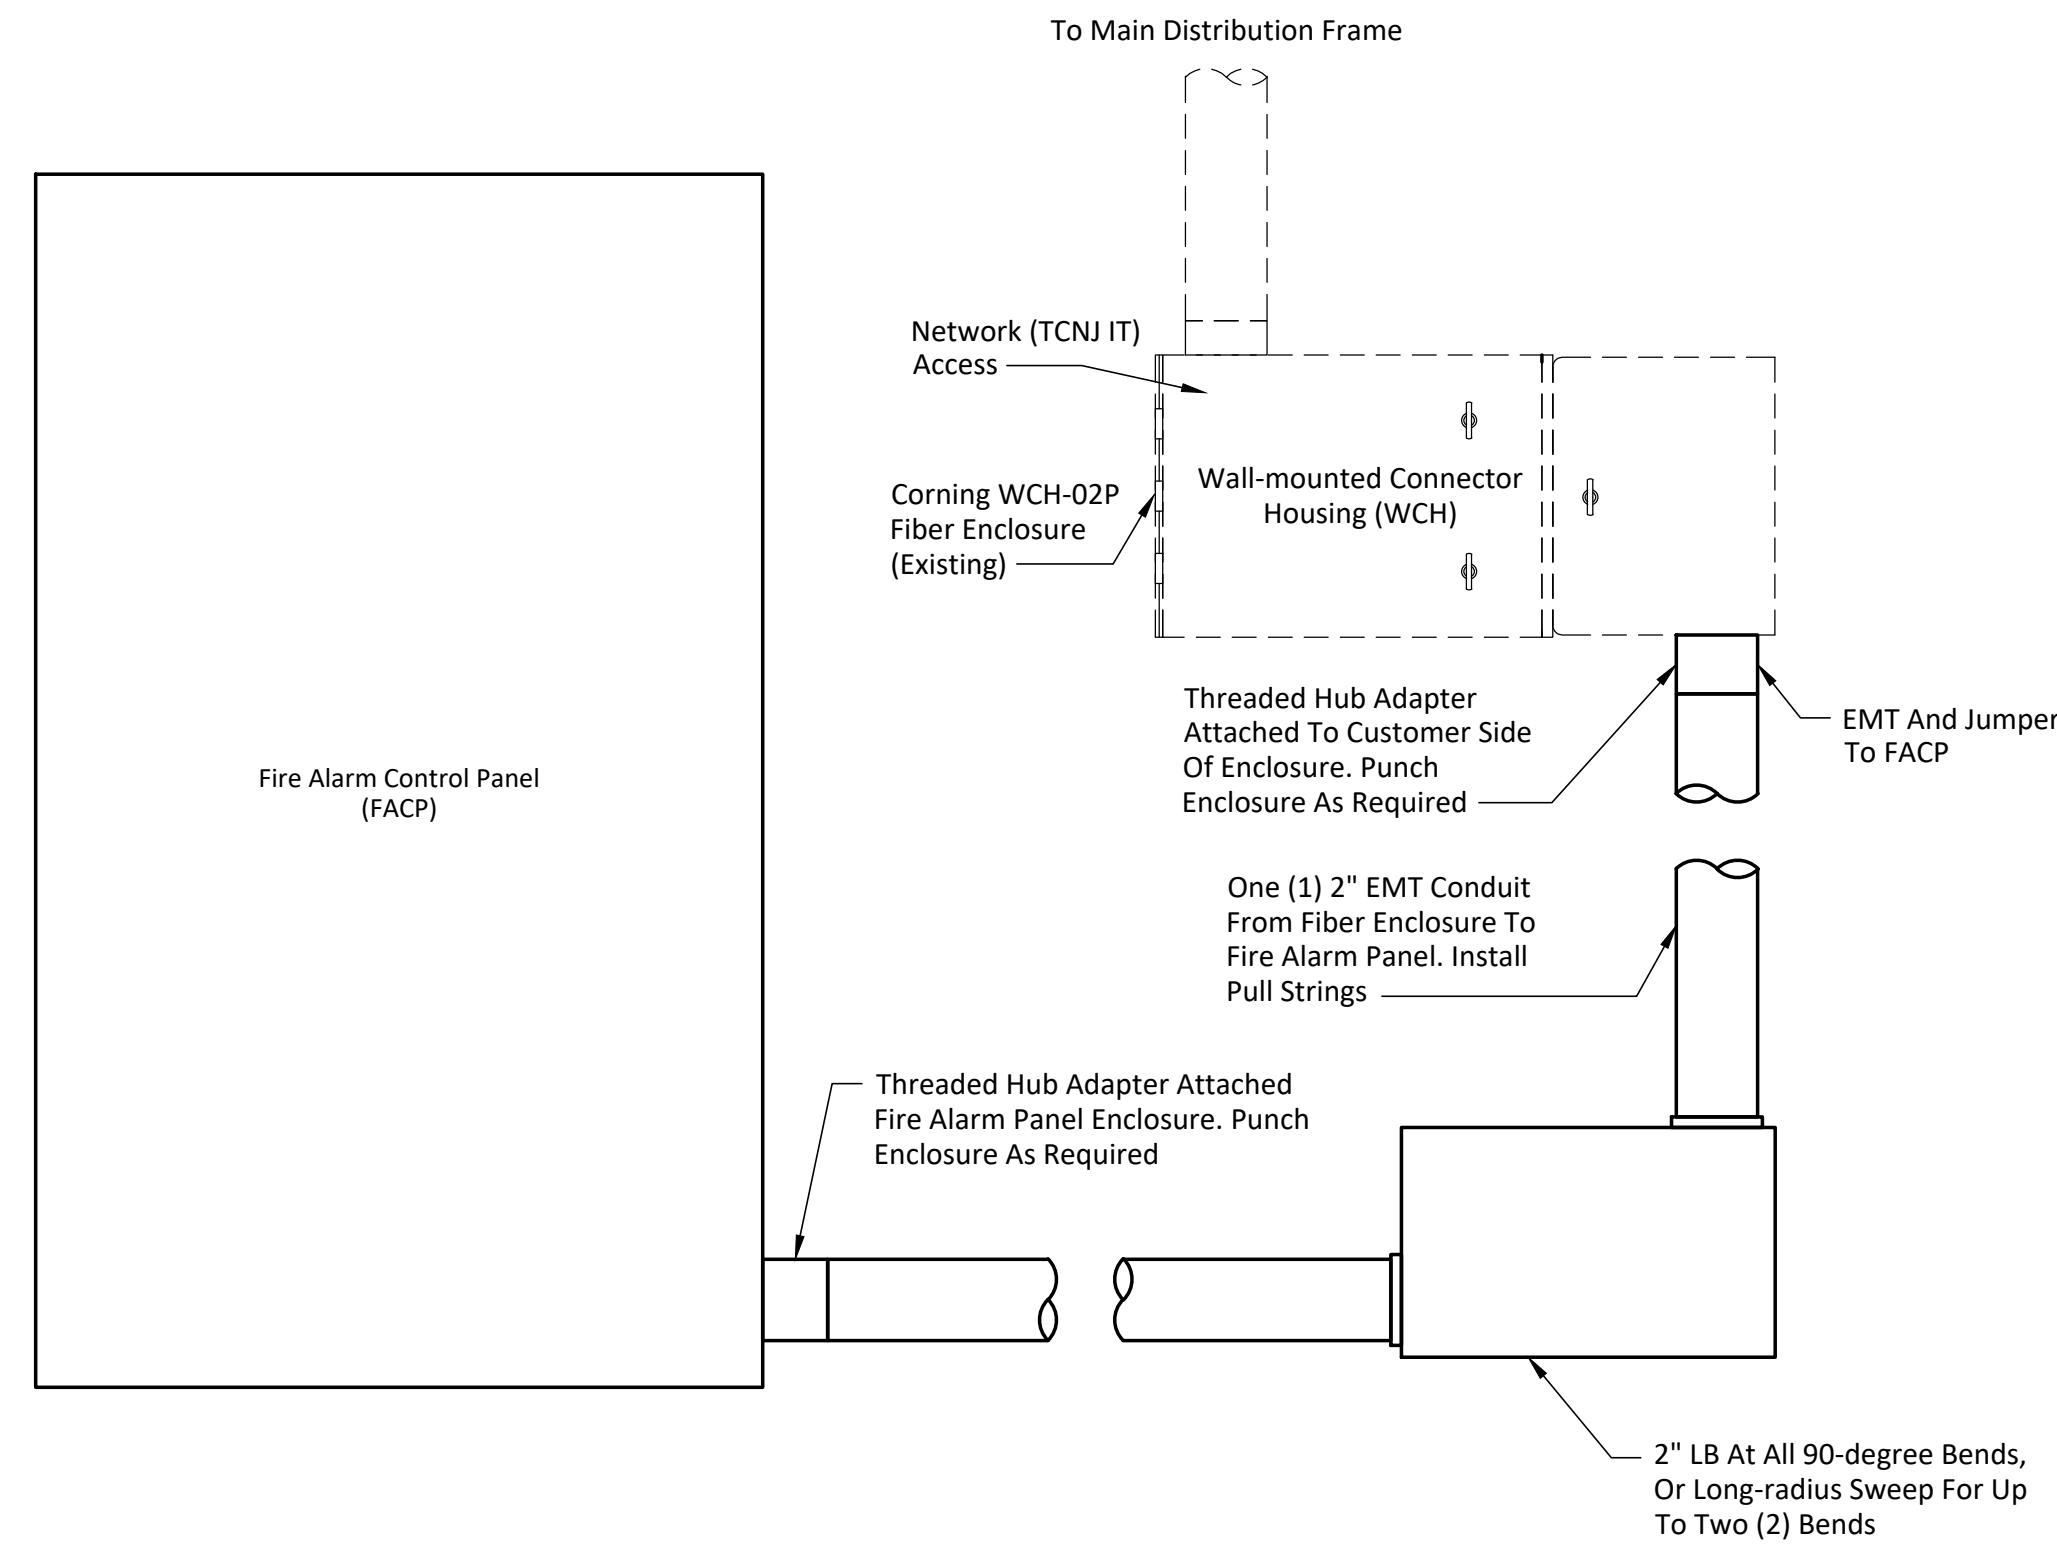 To Main Distribution Frame
Network (TCNJ IT)
Access
Corning WCH-02P
Fiber Enclosure
(Existing)
Wall-mounted Connector
Housing (WCH)
Threaded Hub Adapter
Attached To Customer Side
Of Enclosure. Punch
Enclosure As Required
EMT And Jumper
To FACP
Fire Alarm Control Panel
(FACP)
One (1) 2" EMT Conduit
From Fiber Enclosure To
Fire Alarm Panel. Install
Pull Strings
Threaded Hub Adapter Attached
Fire Alarm Panel Enclosure. Punch
Enclosure As Required
2" LB At All 90-degree Bends,
Or Long-radius Sweep For Up
To Two (2) Bends